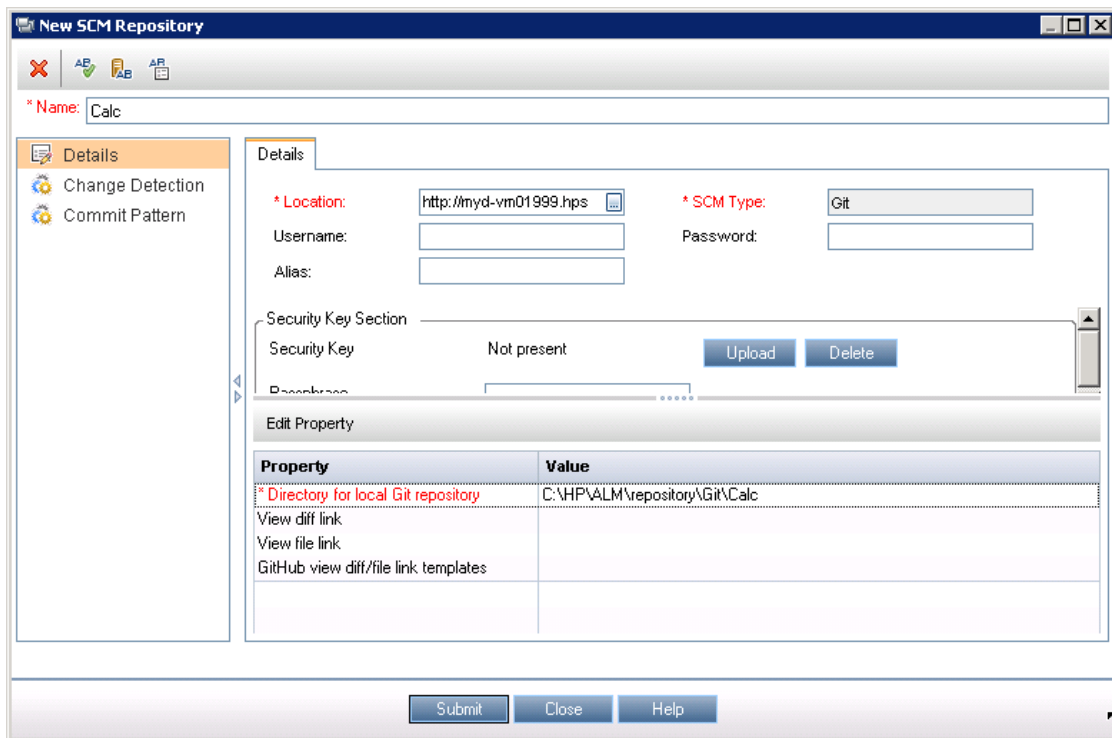 New SCM Repository
* Name: Calc
Details
Change Detection
Commit Pattern
Details
* Location: http://myd-vm01999.hps * SCM Type: Git
Username: Password:
Alias:
Security Key Section
Security Key Not present Upload Delete
Passphrase
Edit Property
Property Value
* Directory for local Git repository C:\HP\ALM\repository\Git\Calc
View diff link
View file link
GitHub view diff/file link templates
Submit Close Help